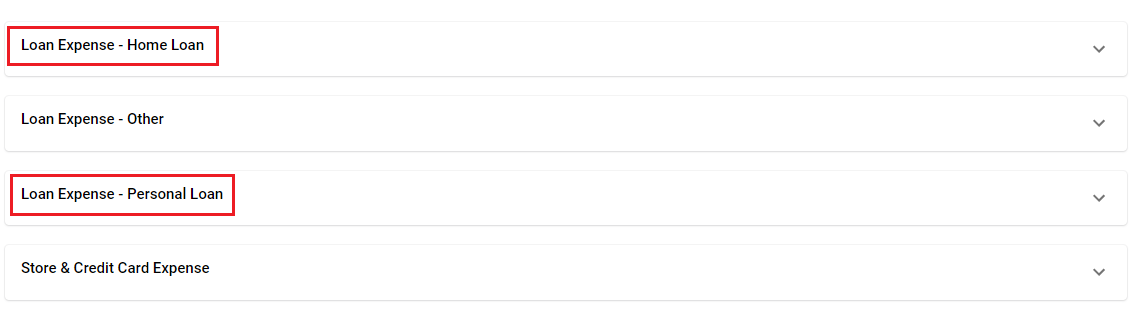 Loan Expense - Home Loan
Loan Expense - Other
Loan Expense - Personal Loan
Store & Credit Card Expense